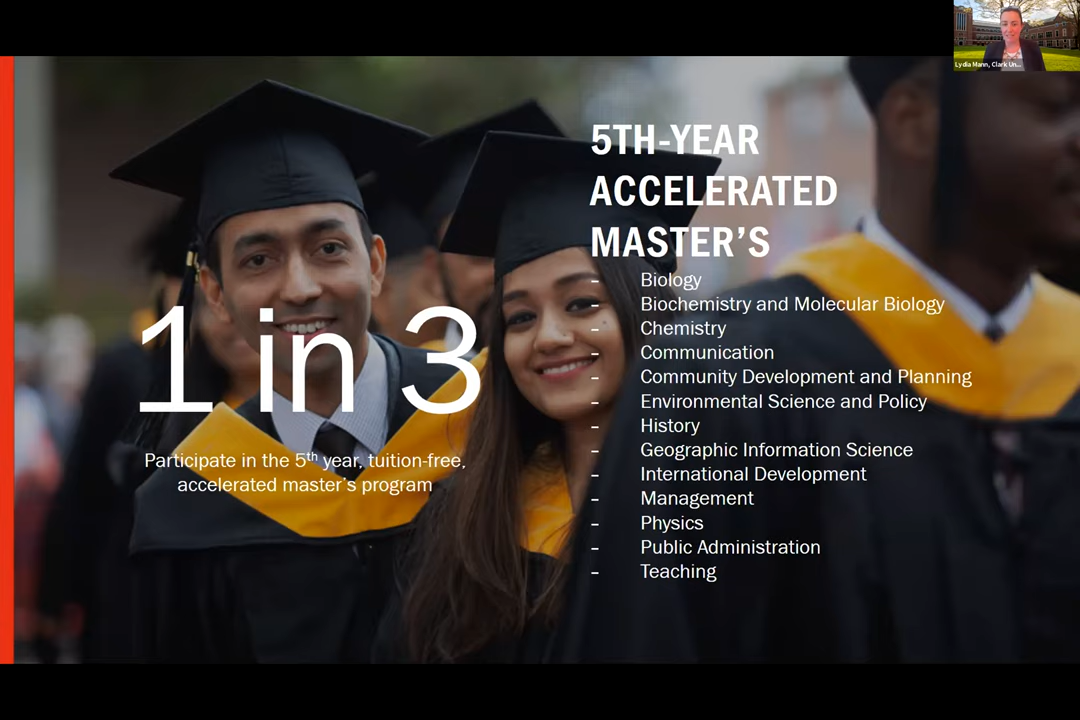 Lydia Mann, Clark Un...
5TH-YEAR
ACCELERATED
MASTER'S
1 in 3
Participate in the 5th year, tuition-free,
accelerated master's program
- Biology
- Biochemistry and Molecular Biology
- Chemistry
- Communication
- Community Development and Planning
- Environmental Science and Policy
- History
- Geographic Information Science
- International Development
- Management
- Physics
- Public Administration
- Teaching